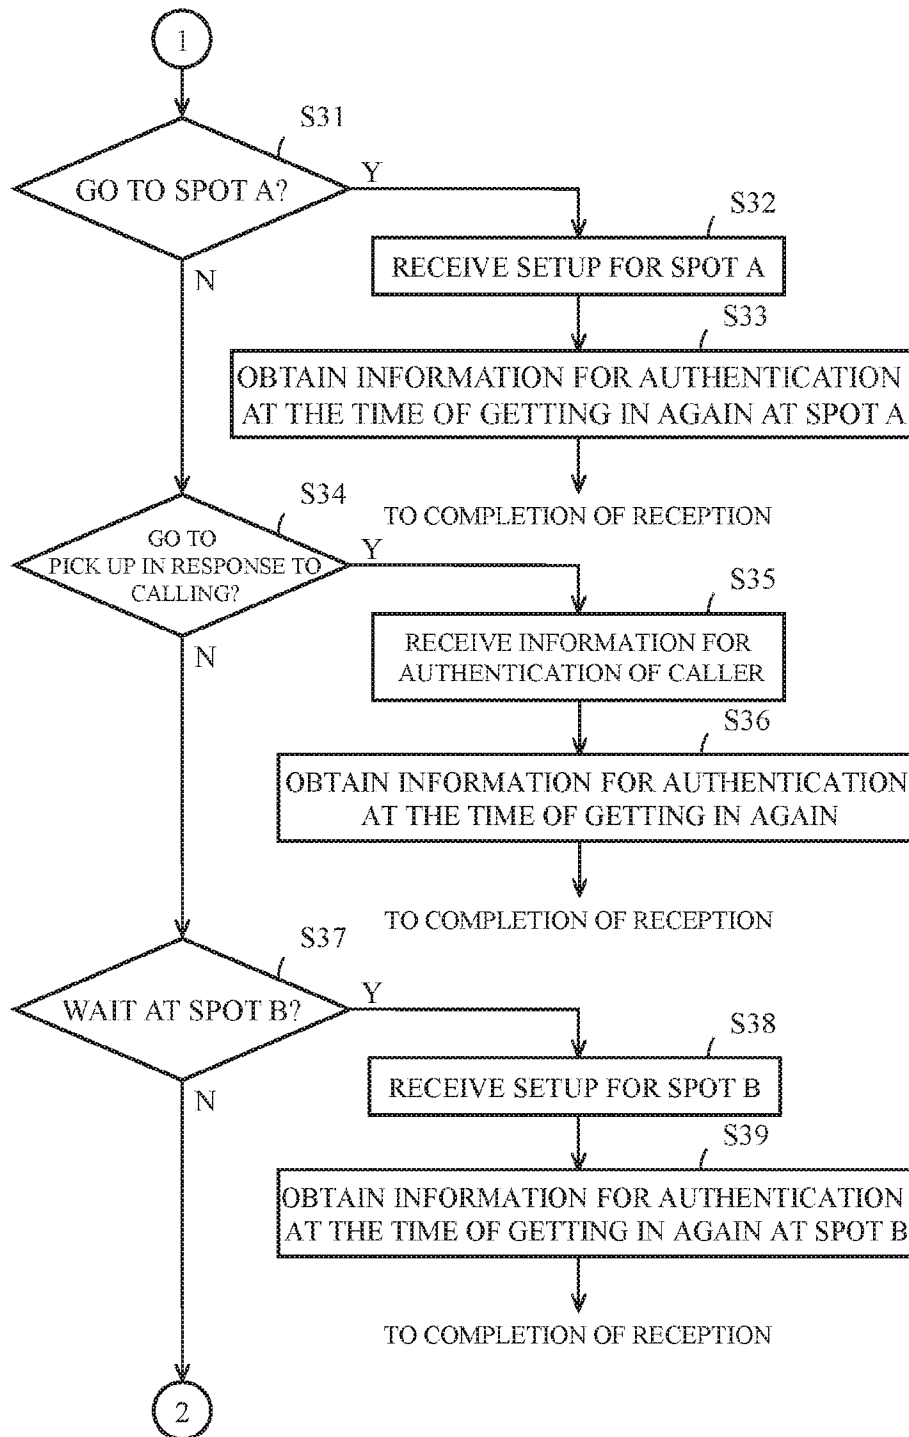 1
S31
GO TO SPOT A?
Y
N
S32
RECEIVE SETUP FOR SPOT A
S33
OBTAIN INFORMATION FOR AUTHENTICATION
AT THE TIME OF GETTING IN AGAIN AT SPOT A
TO COMPLETION OF RECEPTION
S34
GO TO
PICK UP IN RESPONSE TO
CALLING?
Y
N
S35
RECEIVE INFORMATION FOR
AUTHENTICATION OF CALLER
S36
OBTAIN INFORMATION FOR AUTHENTICATION
AT THE TIME OF GETTING IN AGAIN
TO COMPLETION OF RECEPTION
S37
WAIT AT SPOT B?
Y
N
S38
RECEIVE SETUP FOR SPOT B
S39
OBTAIN INFORMATION FOR AUTHENTICATION
AT THE TIME OF GETTING IN AGAIN AT SPOT B
TO COMPLETION OF RECEPTION
2